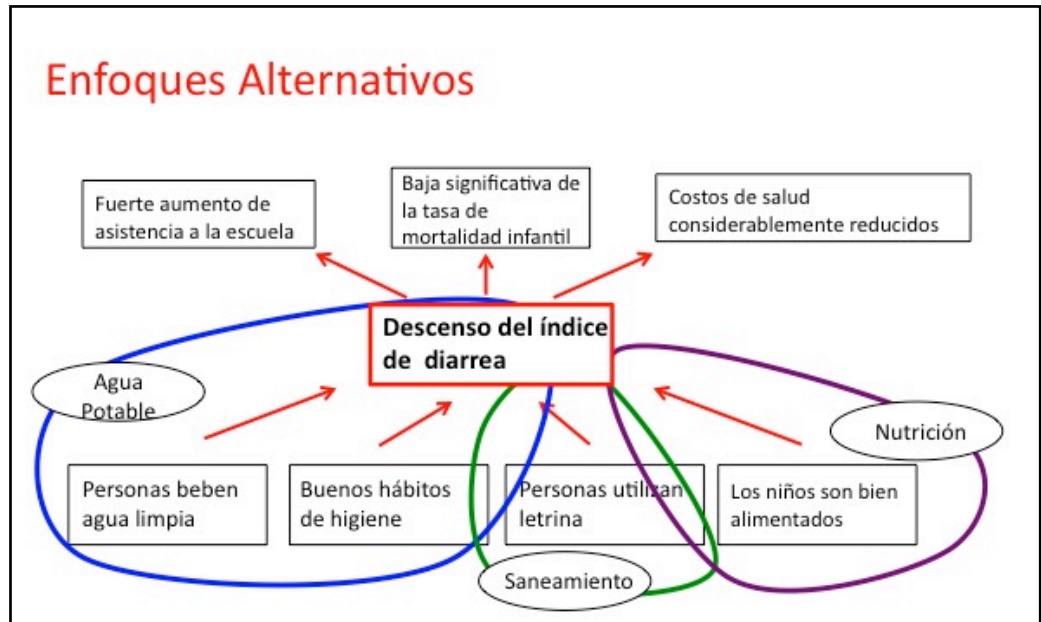 Enfoques Alternativos
Fuerte aumento de
asistencia a la escuela
Baja significativa de
la tasa de
mortalidad infantil
Costos de salud
considerablemente reducidos
Descenso del índice
de diarrea
Agua
Potable
Nutrición
Personas beben
agua limpia
Buenos hábitos
de higiene
Personas utilizan
letrina
Los niños son bien
alimentados
Saneamiento